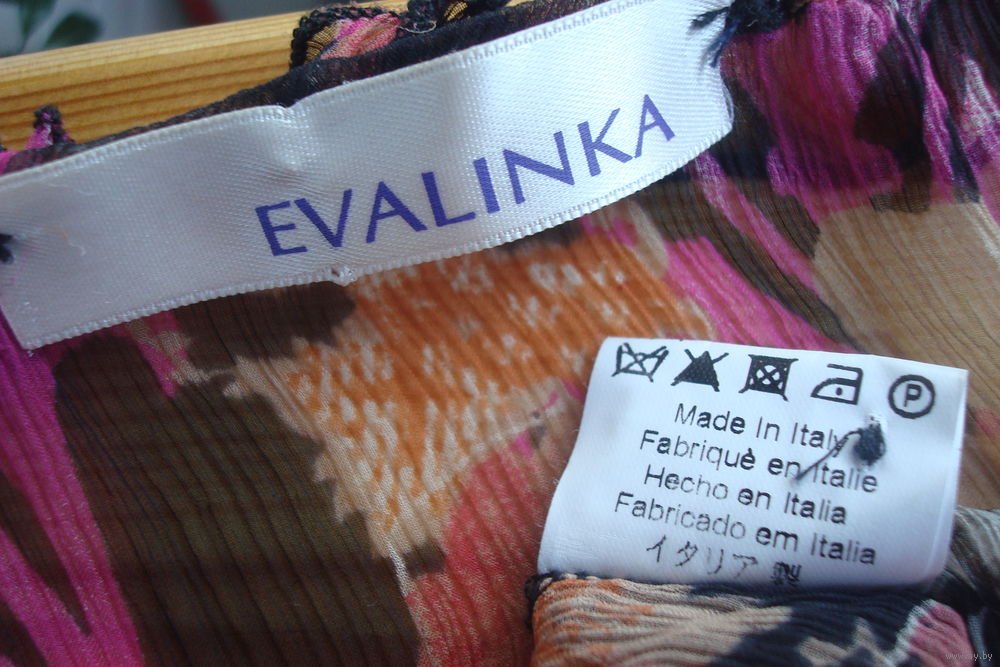 EVALINKA
P
Made In Italy
Fabriquè en Italie
Hecho en Italia
Fabricado em Italia
イタリア 製